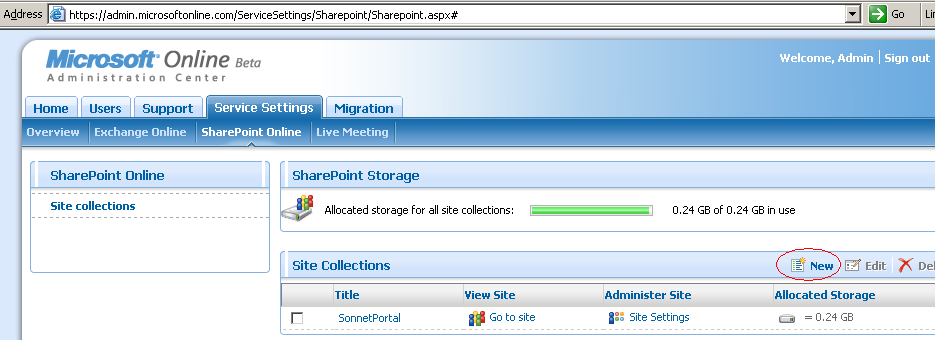 Address https://admin.microsoftonline.com/ServiceSettings/Sharepoint/Sharepoint.aspx# Go
Microsoft Online Beta
Administration Center
Welcome, Admin Sign out
Home Users Support Service Settings Migration
Overview Exchange Online SharePoint Online Live Meeting
SharePoint Online SharePoint Storage
Site collections Allocated storage for all site collections: 0.24 GB of 0.24 GB in use
Site Collections New Edit
Title View Site Administer Site Allocated Storage
SonnetPortal Go to site Site Settings = 0.24 GB